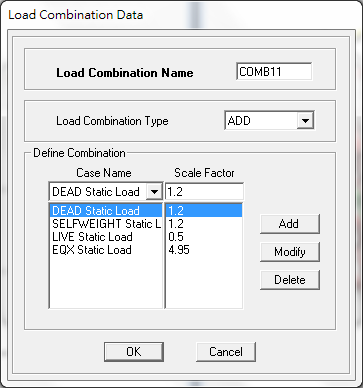 Load Combination Data
Load Combination Name COMB11
Load Combination Type ADD
Define Combination
Case Name Scale Factor
DEAD Static Load 1.2
DEAD Static Load 1.2
SELFWEIGHT Static L 1.2
LIVE Static Load 0.5
EQX Static Load 4.95
Add
Modify
Delete
OK Cancel